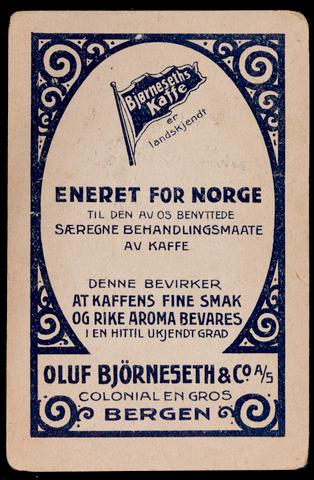 Bjørneseths
Kaffe
er
landskjendt
ENERET FOR NORGE
TIL DEN AV OS BENYTTEDE
SÆREGNE BEHANDLINGSMAATE
AV KAFFE
DENNE BEVIRKER
AT KAFFENS FINE SMAK
OG RIKE AROMA BEVARES
I EN HITTIL UKJENDT GRAD
OLUF BJÖRNESETH & Co. A/S
COLONIAL EN GROS
BERGEN